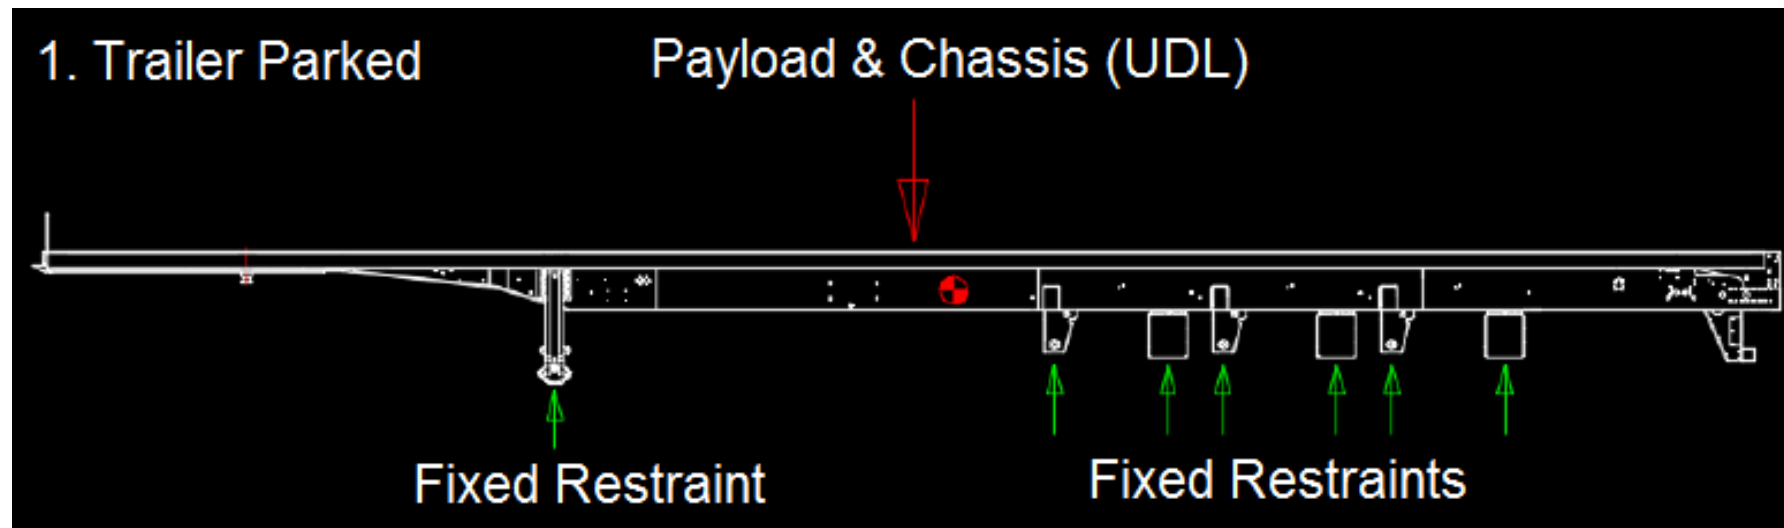 1. Trailer Parked
Payload & Chassis (UDL)
Fixed Restraint
Fixed Restraints